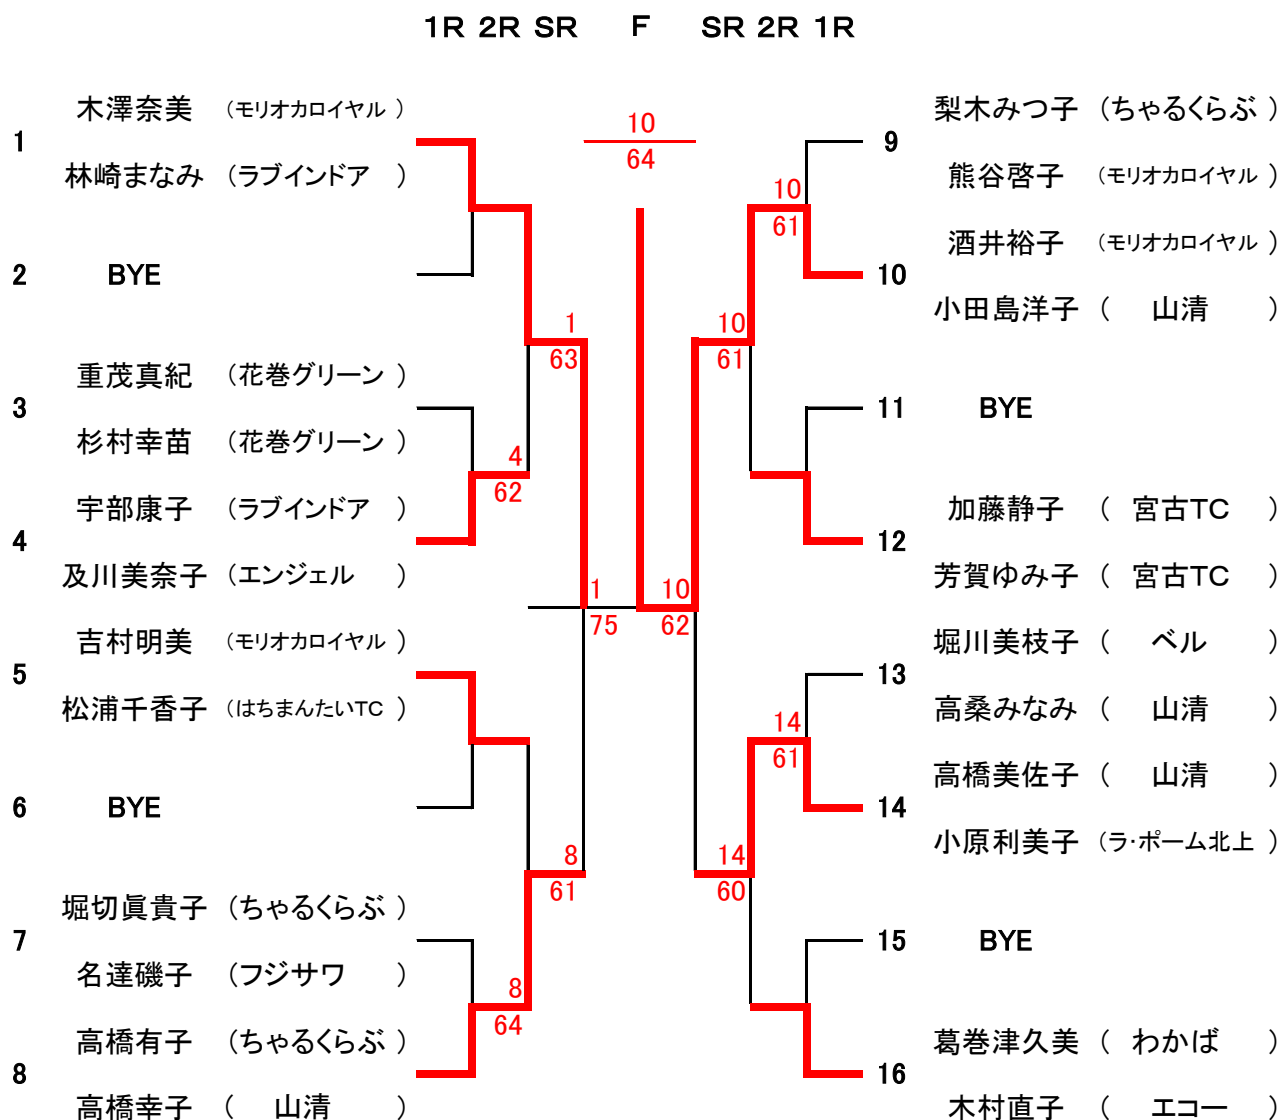 1R 2R SR F SR 2R 1R
1 木澤奈美 (モリオカロイヤル)
林崎まなみ (ラブインドア)
2 BYE
3 重茂真紀 (花巻グリーン)
杉村幸苗 (花巻グリーン)
4 宇部康子 (ラブインドア)
及川美奈子 (エンジェル)
5 吉村明美 (モリオカロイヤル)
松浦千香子 (はちまんたいTC)
6 BYE
7 堀切眞貴子 (ちゃるくらぶ)
名達磯子 (フジサワ)
8 高橋有子 (ちゃるくらぶ)
高橋幸子 (山清)
4
62
8
64
1
63
8
61
1
75
10
64
10
62
10
61
14
60
10
61
14
61
9 梨木みつ子 (ちゃるくらぶ)
熊谷啓子 (モリオカロイヤル)
10 酒井裕子 (モリオカロイヤル)
小田島洋子 (山清)
11 BYE
12 加藤静子 (宮古TC)
芳賀ゆみ子 (宮古TC)
13 堀川美枝子 (ベル)
高桑みなみ (山清)
14 高橋美佐子 (山清)
小原利美子 (ラ・ポーム北上)
15 BYE
16 葛巻津久美 (わかば)
木村直子 (エコー)